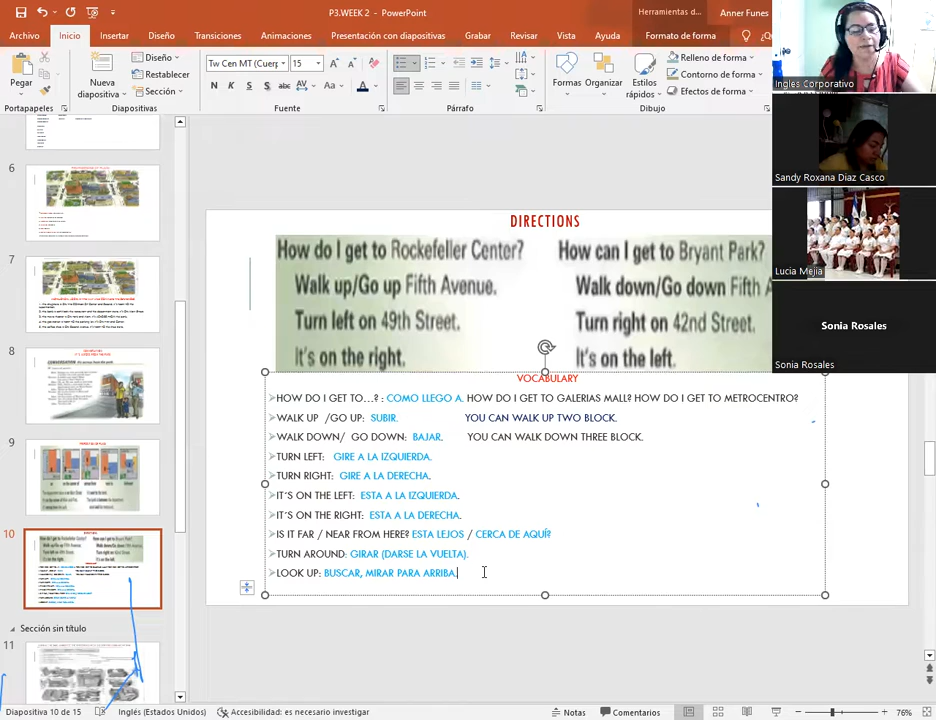 P3.WEEK 2 - PowerPoint
Herramientas d...
Anner Funes
Archivo Inicio Insertar Diseño Transiciones Animaciones Presentación con diapositivas Grabar Revisar Vista Ayuda Formato de forma
Pegar
Nueva diapositiva
Diseño
Restablecer
Sección
Tw Cen MT (Cuerp 15
N K S abc AV Aa A
Formas Organizar Estilos rápidos
Relleno de forma
Contorno de forma
Efectos de forma
Portapapeles Diapositivas Fuente Párrafo Dibujo
Ingles Corporativo
Sandy Roxana Diaz Casco
Lucia Mejia
Sonia Rosales
Sonia Rosales
6
7
8
9
10
Sección sin título
11
DIRECTIONS
How do I get to Rockefeller Center?
Walk up/Go up Fifth Avenue.
Turn left on 49th Street.
It's on the right.
How can I get to Bryant Park?
Walk down/Go down Fifth A
Turn right on 42nd Street.
It's on the left.
VOCABULARY
HOW DO I GET TO...? : COMO LLEGO A. HOW DO I GET TO GALERIAS MALL? HOW DO I GET TO METROCENTRO?
WALK UP /GO UP: SUBIR. YOU CAN WALK UP TWO BLOCK.
WALK DOWN/ GO DOWN: BAJAR. YOU CAN WALK DOWN THREE BLOCK.
TURN LEFT: GIRE A LA IZQUIERDA.
TURN RIGHT: GIRE A LA DERECHA.
IT´S ON THE LEFT: ESTA A LA IZQUIERDA.
IT´S ON THE RIGHT: ESTA A LA DERECHA.
IS IT FAR / NEAR FROM HERE? ESTA LEJOS / CERCA DE AQUÍ?
TURN AROUND: GIRAR (DARSE LA VUELTA).
LOOK UP: BUSCAR, MIRAR PARA ARRIBA.
Diapositiva 10 de 15 Inglés (Estados Unidos) Accesibilidad: es necesario investigar Notas Comentarios 76%